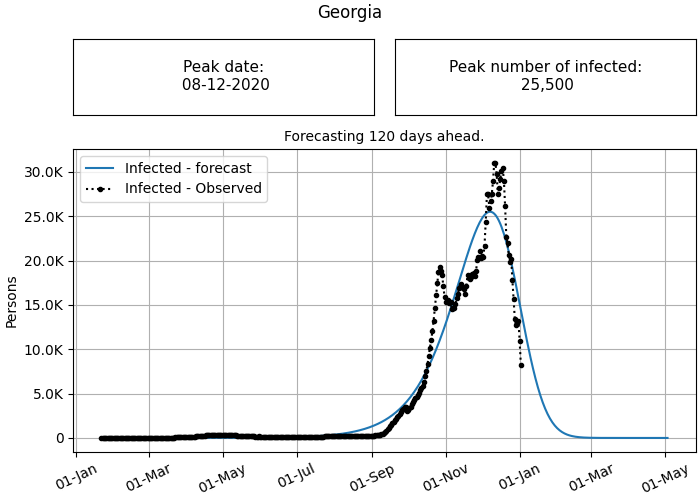 Georgia
Peak date:
08-12-2020
Peak number of infected:
25,500
Forecasting 120 days ahead.
Infected - forecast
Infected - Observed
30.0K
25.0K
20.0K
15.0K
10.0K
5.0K
0
Persons
01-Jan
01-Mar
01-May
01-Jul
01-Sep
01-Nov
01-Jan
01-Mar
01-May